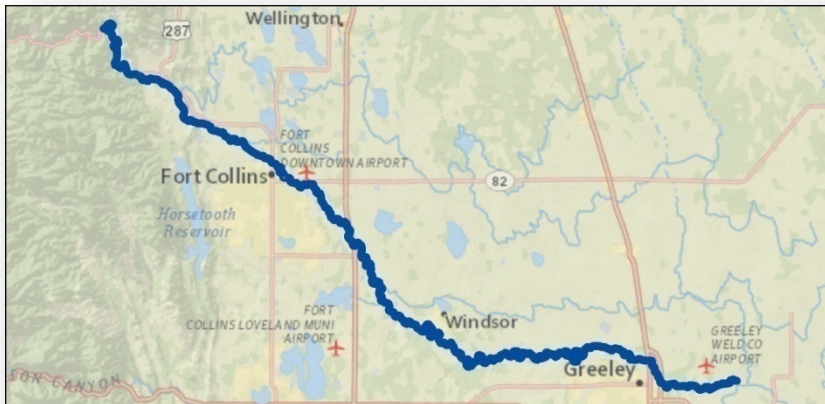 Wellington
287
FORT
COLLINS
DOWNTOWN AIRPORT
Fort Collins
82
Horsetooth
Reservoir
FORT
COLLINS LOVELAND MUNI
AIRPORT
Windsor
GREELEY
WELD CO
AIRPORT
Greeley
SON CANYON